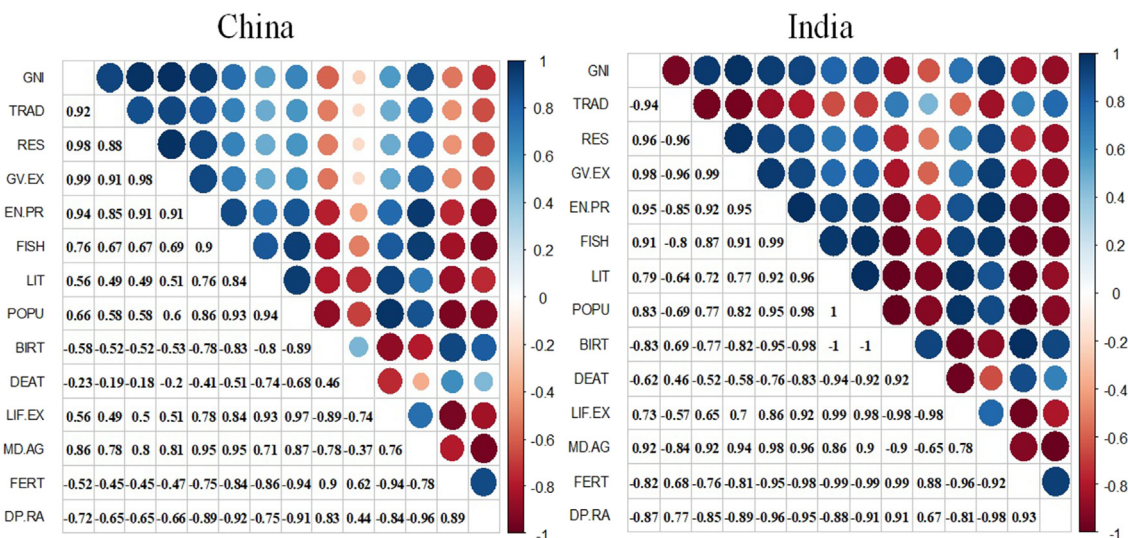 China
GNI
TRAD 0.92
RES 0.98 0.88
GV.EX 0.99 0.91 0.98
EN.PR 0.94 0.85 0.91 0.91
FISH 0.76 0.67 0.67 0.69 0.9
LIT 0.56 0.49 0.49 0.51 0.76 0.84
POPU 0.66 0.58 0.58 0.6 0.86 0.93 0.94
BIRT -0.58 -0.52 -0.52 -0.53 -0.78 -0.83 -0.8 -0.89
DEAT -0.23 -0.19 -0.18 -0.2 -0.41 -0.51 -0.74 -0.68 0.46
LIF.EX 0.56 0.49 0.5 0.51 0.78 0.84 0.93 0.97 -0.89 -0.74
MD.AG 0.86 0.78 0.8 0.81 0.95 0.95 0.71 0.87 -0.78 -0.37 0.76
FERT -0.52 -0.45 -0.45 -0.47 -0.75 -0.84 -0.86 -0.94 0.9 0.62 -0.94 -0.78
DP.RA -0.72 -0.65 -0.65 -0.66 -0.89 -0.92 -0.75 -0.91 0.83 0.44 -0.84 -0.96 0.89
1
0.8
0.6
0.4
0.2
0
-0.2
-0.4
-0.6
-0.8
-1
India
GNI
TRAD -0.94
RES 0.96 -0.96
GV.EX 0.98 -0.96 0.99
EN.PR 0.95 -0.85 0.92 0.95
FISH 0.91 -0.8 0.87 0.91 0.99
LIT 0.79 -0.64 0.72 0.77 0.92 0.96
POPU 0.83 -0.69 0.77 0.82 0.95 0.98 1
BIRT -0.83 0.69 -0.77 -0.82 -0.95 -0.98 -1 -1
DEAT -0.62 0.46 -0.52 -0.58 -0.76 -0.83 -0.94 -0.92 0.92
LIF.EX 0.73 -0.57 0.65 0.7 0.86 0.92 0.99 0.98 -0.98 -0.98
MD.AG 0.92 -0.84 0.92 0.94 0.98 0.96 0.86 0.9 -0.9 -0.65 0.78
FERT -0.82 0.68 -0.76 -0.81 -0.95 -0.98 -0.99 -0.99 0.99 0.88 -0.96 -0.92
DP.RA -0.87 0.77 -0.85 -0.89 -0.96 -0.95 -0.88 -0.91 0.91 0.67 -0.81 -0.98 0.93
1
0.8
0.6
0.4
0.2
0
-0.2
-0.4
-0.6
-0.8
-1